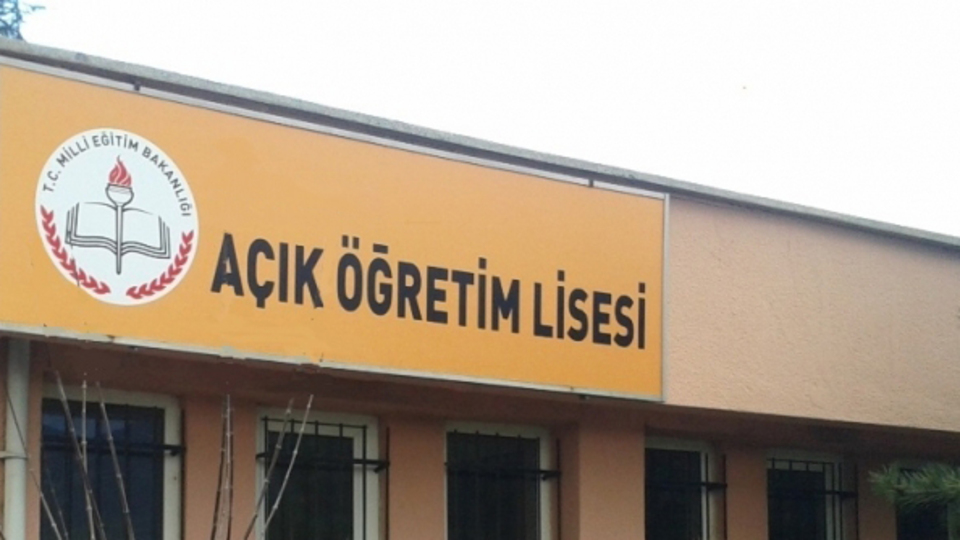 T.C. MİLLİ EĞİTİM BAKANLIĞI
AÇIK ÖĞRETİM LİSESİ